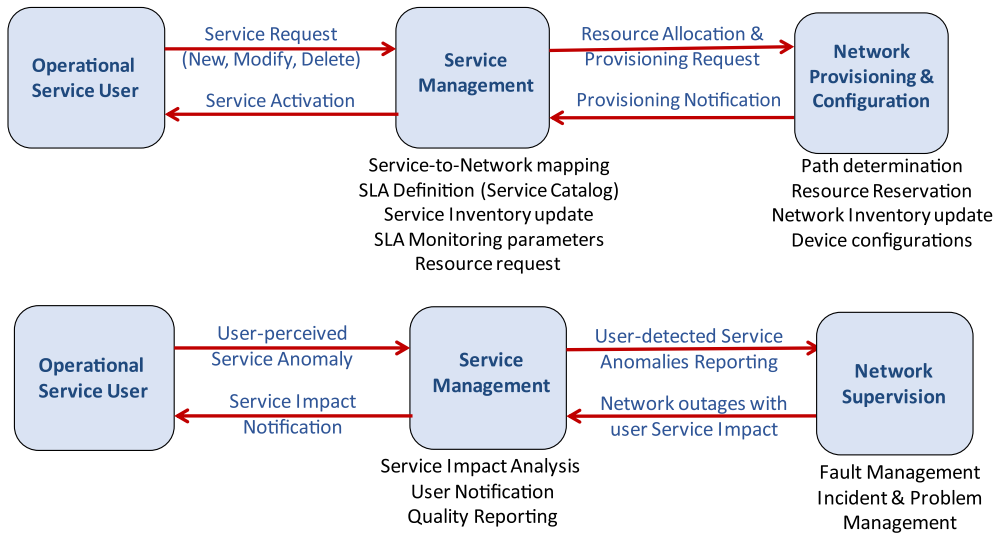 Operational
Service User
Service Request
(New, Modify, Delete)
Service Activation
Service
Management
Resource Allocation &
Provisioning Request
Provisioning Notification
Network
Provisioning &
Configuration
Service-to-Network mapping
SLA Definition (Service Catalog)
Service Inventory update
SLA Monitoring parameters
Resource request
Path determination
Resource Reservation
Network Inventory update
Device configurations
Operational
Service User
User-perceived
Service Anomaly
Service Impact
Notification
Service
Management
User-detected Service
Anomalies Reporting
Network outages with
user Service Impact
Network
Supervision
Service Impact Analysis
User Notification
Quality Reporting
Fault Management
Incident & Problem
Management